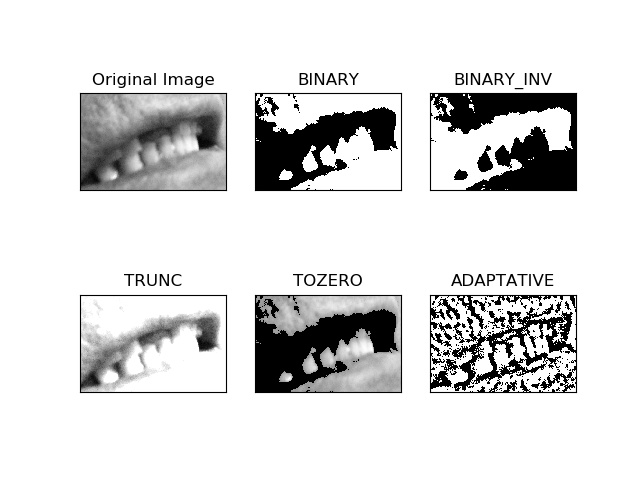 Original Image
BINARY
BINARY_INV
TRUNC
TOZERO
ADAPTATIVE